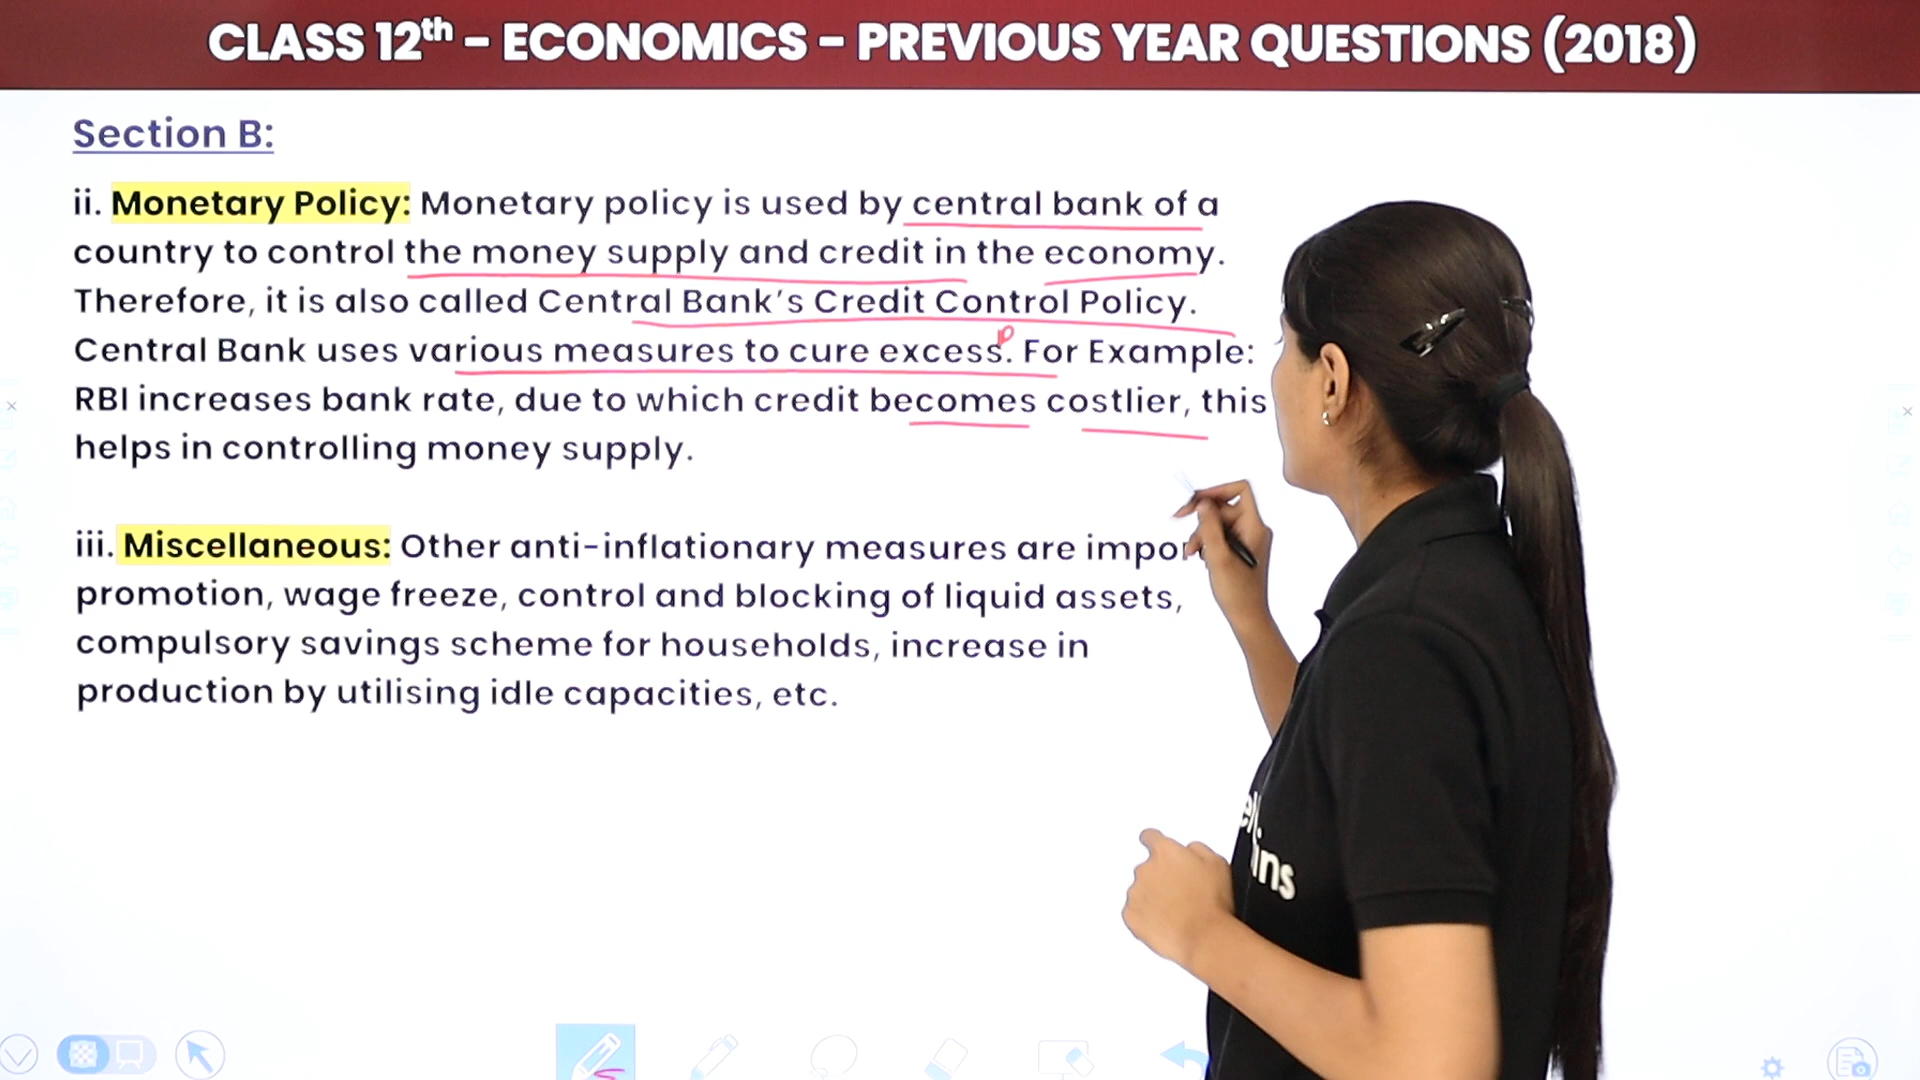 CLASS 12th - ECONOMICS - PREVIOUS YEAR QUESTIONS (2018)
Section B:
ii. Monetary Policy: Monetary policy is used by central bank of a
country to control the money supply and credit in the economy.
Therefore, it is also called Central Bank's Credit Control Policy.
Central Bank uses various measures to cure excess. For Example:
RBI increases bank rate, due to which credit becomes costlier, this
helps in controlling money supply.
iii. Miscellaneous: Other anti-inflationary measures are
promotion, wage freeze, control and blocking of liquid assets,
compulsory savings scheme for households, increase in
production by utilising idle capacities, etc.